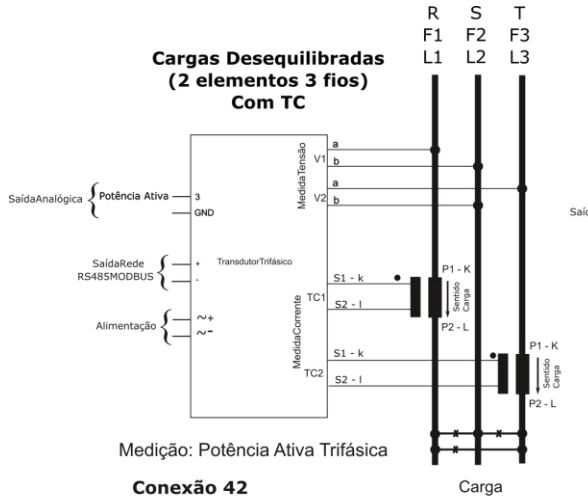 R S T
F1 F2 F3
L1 L2 L3
Cargas Desequilibradas
(2 elementos 3 fios)
Com TC
a
V1
b
a
V2
b
MedidaTensão
SaídaAnalógica
Potência Ativa
3
GND
Saíd
SaídaRede
RS485MODBUS
+
-
TransdutorTrifásico
Alimentação
~+
~-
MedidaCorrente
S1 - k
TC1
S2 - l
P1 - K
Sentido
Carga
P2 - L
S1 - k
TC2
S2 - l
P1 - K
Sentido
Carga
P2 - L
x x
x
Medição: Potência Ativa Trifásica
Conexão 42
Carga